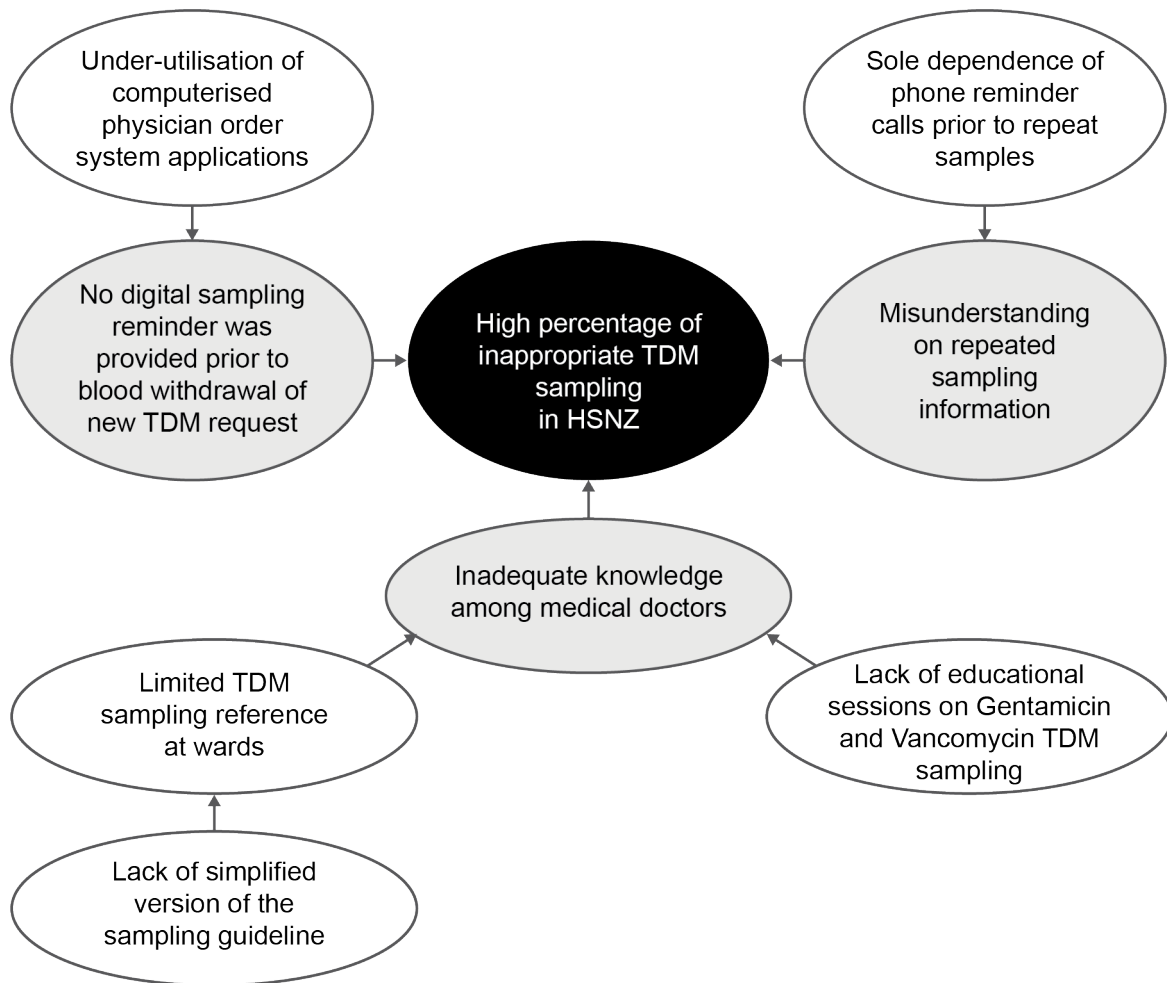 Under-utilisation of
computerised
physician order
system applications
Sole dependence of
phone reminder
calls prior to repeat
samples
No digital sampling
reminder was
provided prior to
blood withdrawal of
new TDM request
High percentage of
inappropriate TDM
sampling
in HSNZ
Misunderstanding
on repeated
sampling
information
Inadequate knowledge
among medical doctors
Limited TDM
sampling reference
at wards
Lack of educational
sessions on Gentamicin
and Vancomycin TDM
sampling
Lack of simplified
version of the
sampling guideline